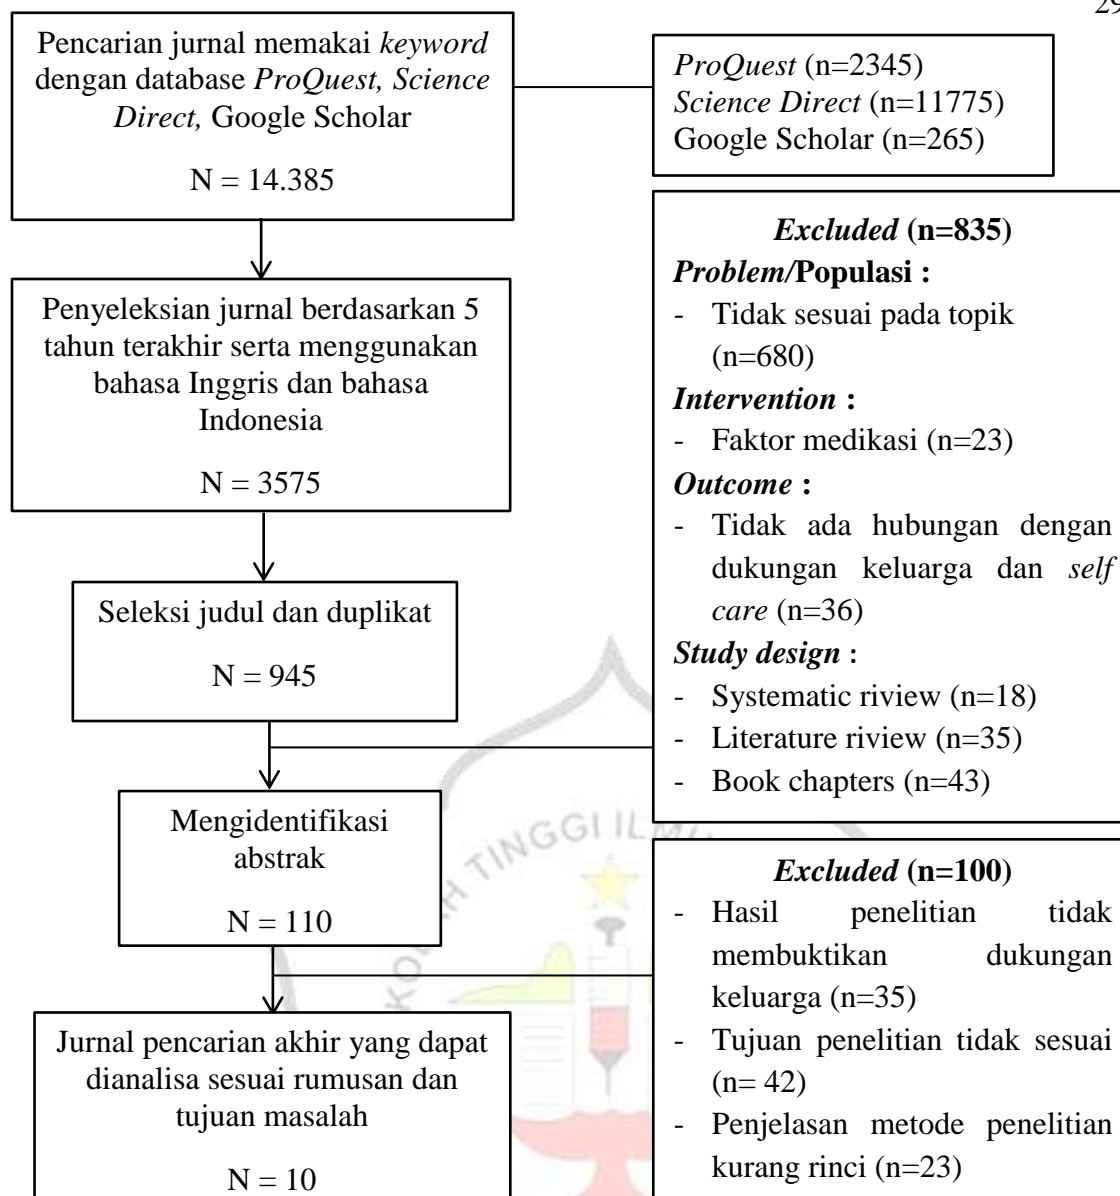 29
Pencarian jurnal memakai keyword
dengan database ProQuest, Science
Direct, Google Scholar
N = 14.385
ProQuest (n=2345)
Science Direct (n=11775)
Google Scholar (n=265)
Penyeleksian jurnal berdasarkan 5
tahun terakhir serta menggunakan
bahasa Inggris dan bahasa
Indonesia
N = 3575
Seleksi judul dan duplikat
N = 945
Excluded (n=835)
Problem/Populasi :
- Tidak sesuai pada topik
(n=680)
Intervention :
- Faktor medikasi (n=23)
Outcome :
- Tidak ada hubungan dengan
dukungan keluarga dan self
care (n=36)
Study design :
- Systematic riview (n=18)
- Literature riview (n=35)
- Book chapters (n=43)
Mengidentifikasi
abstrak
N = 110
Excluded (n=100)
- Hasil penelitian tidak
membuktikan dukungan
keluarga (n=35)
- Tujuan penelitian tidak sesuai
(n= 42)
- Penjelasan metode penelitian
kurang rinci (n=23)
Jurnal pencarian akhir yang dapat
dianalisa sesuai rumusan dan
tujuan masalah
N = 10
TINGGI